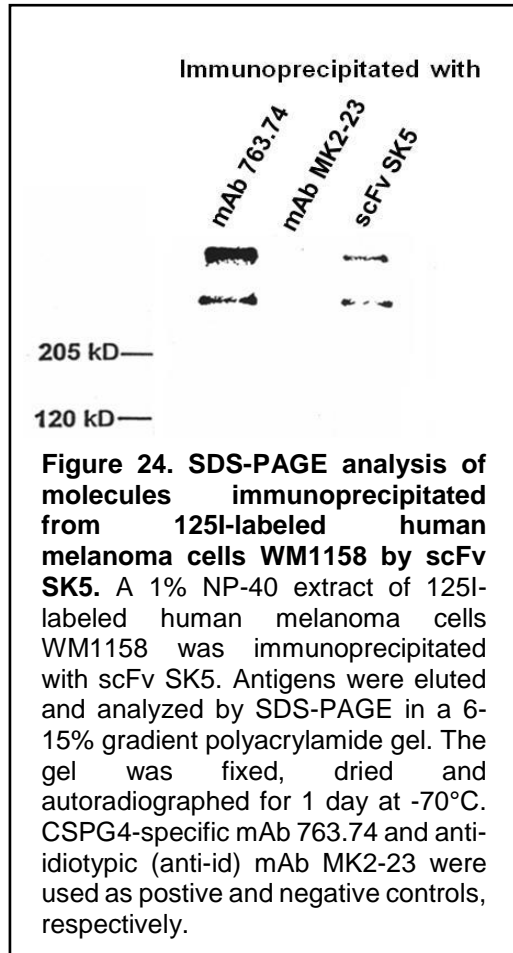 Immunoprecipitated with
mAb 763.74
mAb MK2-23
scFv SK5
205 kD
120 kD
Figure 24. SDS-PAGE analysis of
molecules immunoprecipitated
from 125I-labeled human
melanoma cells WM1158 by scFv
SK5. A 1% NP-40 extract of 125I-
labeled human melanoma cells
WM1158 was immunoprecipitated
with scFv SK5. Antigens were eluted
and analyzed by SDS-PAGE in a 6-
15% gradient polyacrylamide gel. The
gel was fixed, dried and
autoradiographed for 1 day at -70°C.
CSPG4-specific mAb 763.74 and anti-
idiotypic (anti-id) mAb MK2-23 were
used as postive and negative controls,
respectively.